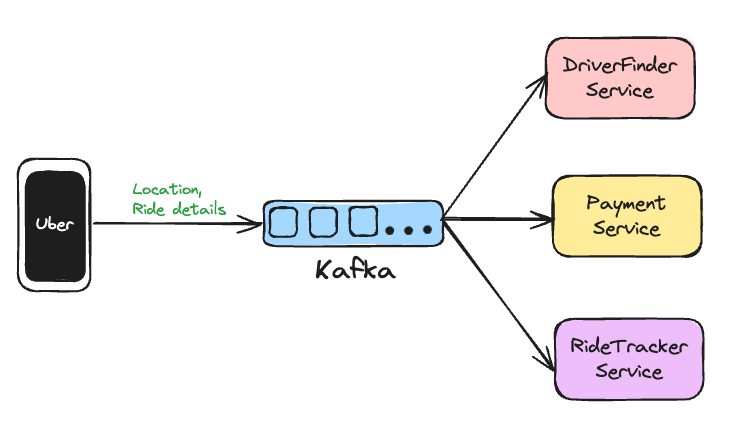 Uber
Location,
Ride details
Kafka
DriverFinder
Service
Payment
Service
RideTracker
Service